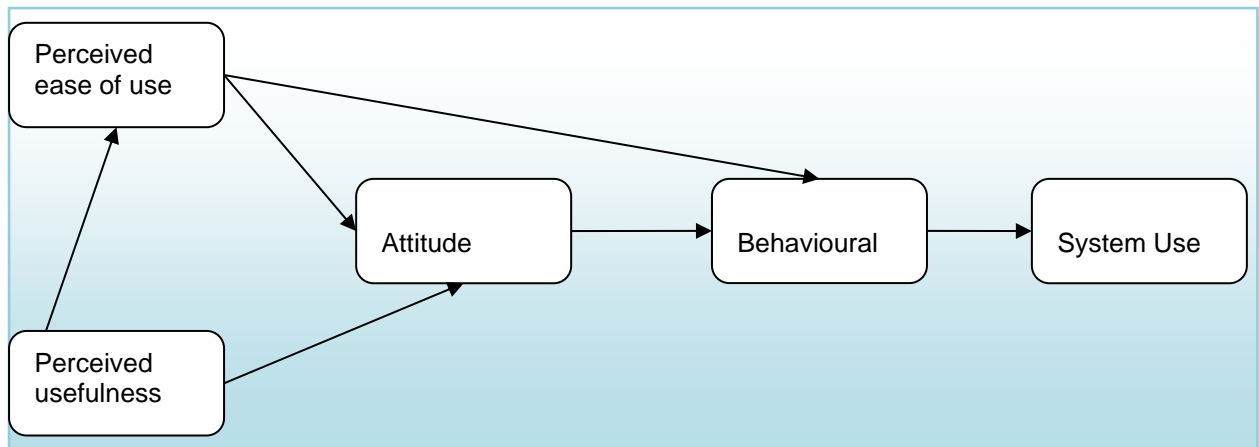 Perceived
ease of use
Attitude
Behavioural
System Use
Perceived
usefulness